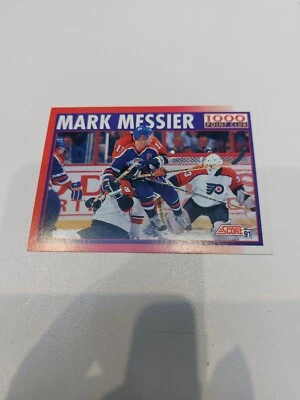 MARK MESSIER
1000
POINT CLUB
SCORE
91